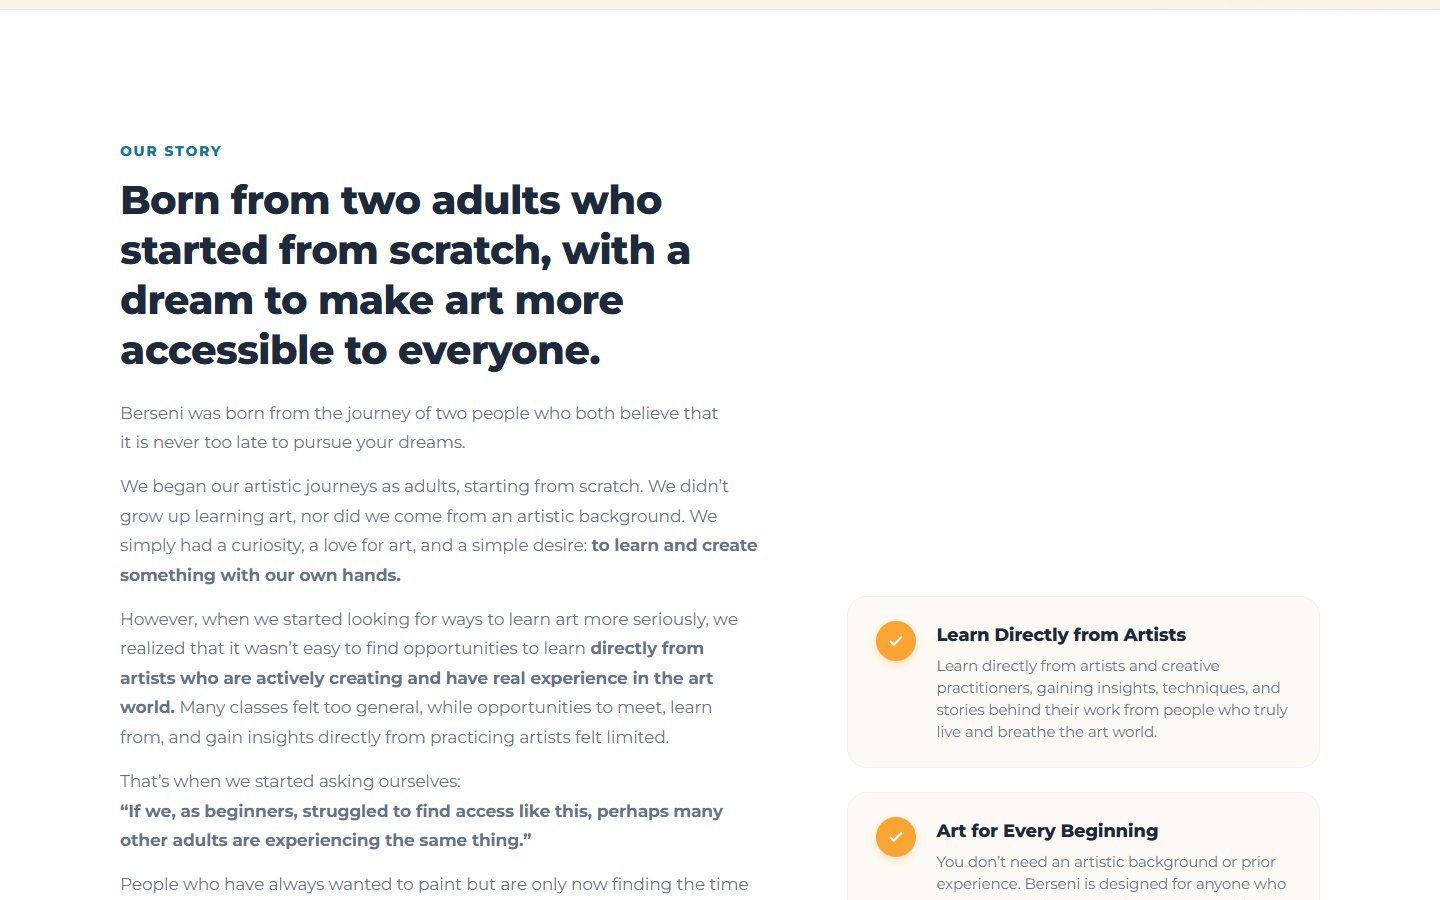 OUR STORY
Born from two adults who
started from scratch, with a
dream to make art more
accessible to everyone.
Berseni was born from the journey of two people who both believe that
it is never too late to pursue your dreams.
We began our artistic journeys as adults, starting from scratch. We didn’t
grow up learning art, nor did we come from an artistic background. We
simply had a curiosity, a love for art, and a simple desire: to learn and create
something with our own hands.
However, when we started looking for ways to learn art more seriously, we
realized that it wasn’t easy to find opportunities to learn directly from
artists who are actively creating and have real experience in the art
world. Many classes felt too general, while opportunities to meet, learn
from, and gain insights directly from practicing artists felt limited.
That’s when we started asking ourselves:
“If we, as beginners, struggled to find access like this, perhaps many
other adults are experiencing the same thing.”
People who have always wanted to paint but are only now finding the time
Learn Directly from Artists
Learn directly from artists and creative
practitioners, gaining insights, techniques, and
stories behind their work from people who truly
live and breathe the art world.
Art for Every Beginning
You don’t need an artistic background or prior
experience. Berseni is designed for anyone who